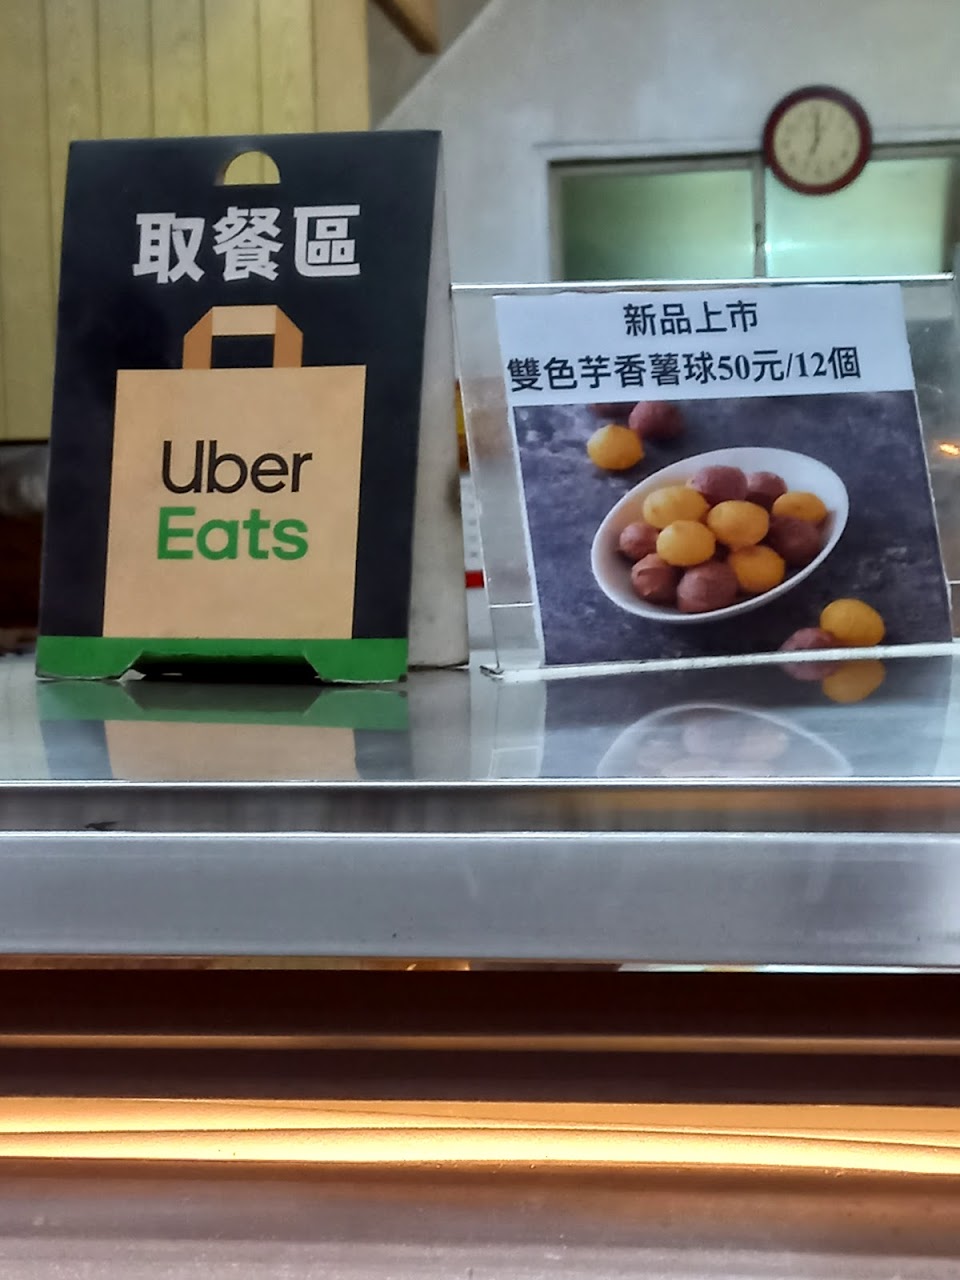 取餐區
Uber
Eats
新品上市
雙色芋香薯球50元/12個